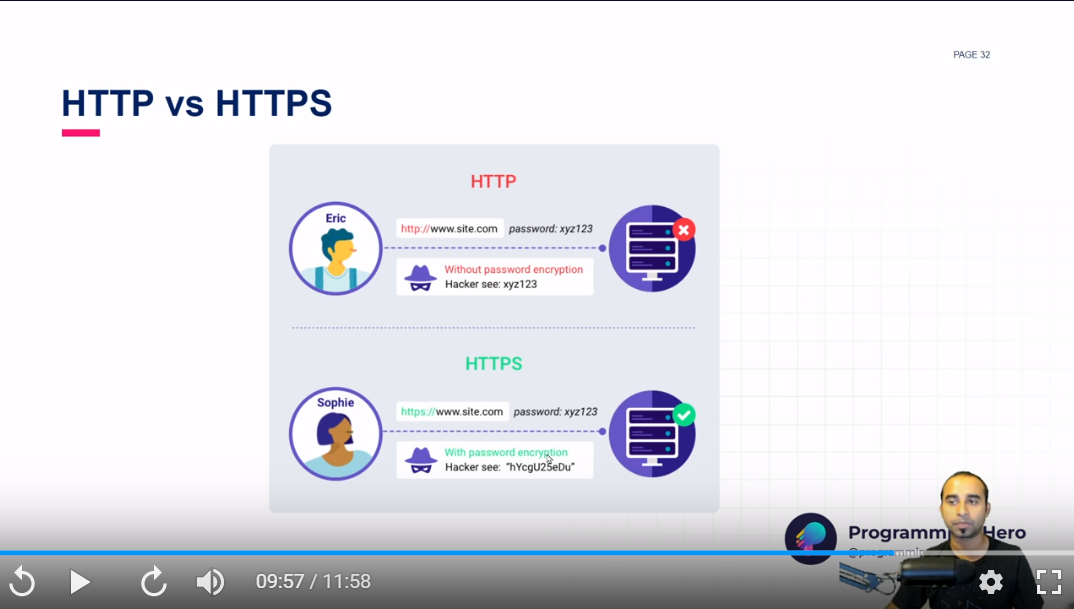 PAGE 32
HTTP vs HTTPS
HTTP
Eric
http://www.site.com password: xyz123
Without password encryption
Hacker see: xyz123
HTTPS
Sophie
https://www.site.com password: xyz123
With password encryption
Hacker see: "hYcgU25eDu"
Hero
09:57 / 11:58